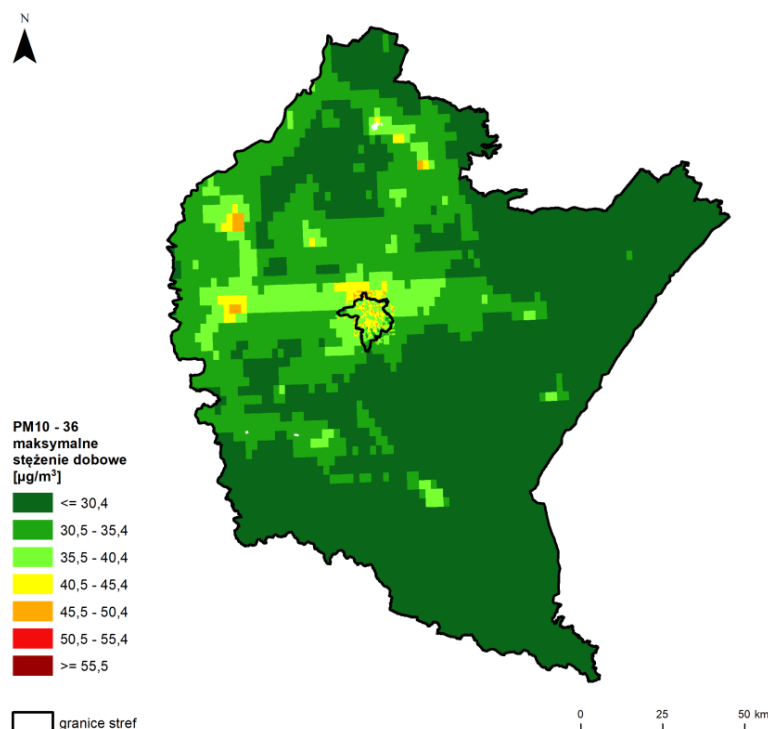 N
PM10 - 36
maksymalne
stężenie dobowe
[µg/m³]
<= 30,4
30,5 - 35,4
35,5 - 40,4
40,5 - 45,4
45,5 - 50,4
50,5 - 55,4
>= 55,5
granice stref
0 25 50 km